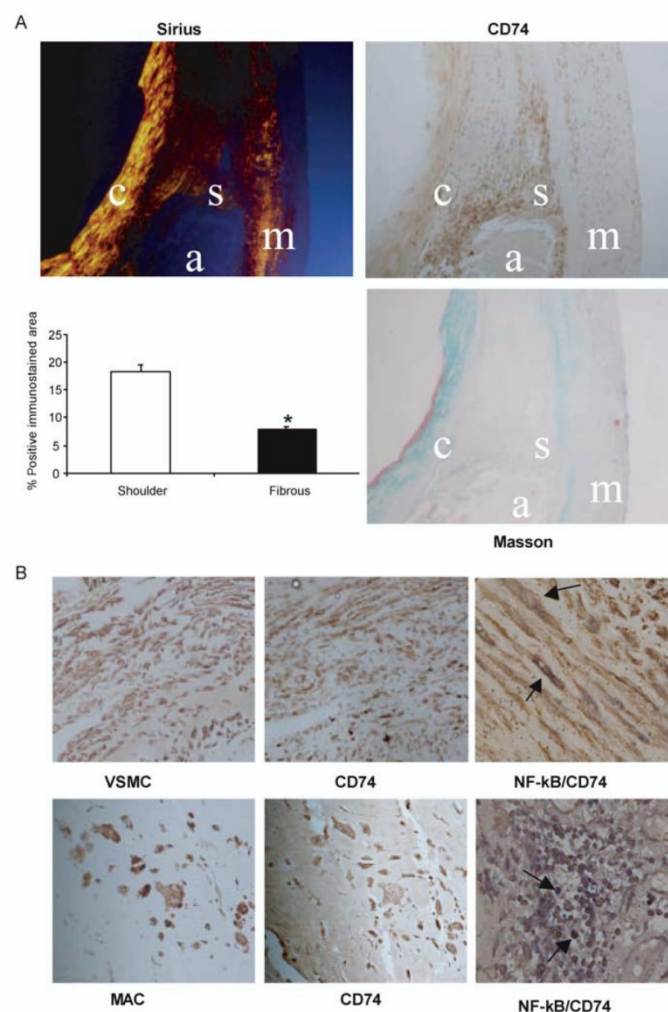 A
Sirius
CD74
c
s
a
m
c
s
a
m
% Positive immunostained area
25
20
15
10
5
0
*
Shoulder
Fibrous
c
s
a
m
Masson
B
VSMC
CD74
NF-kB/CD74
MAC
CD74
NF-kB/CD74